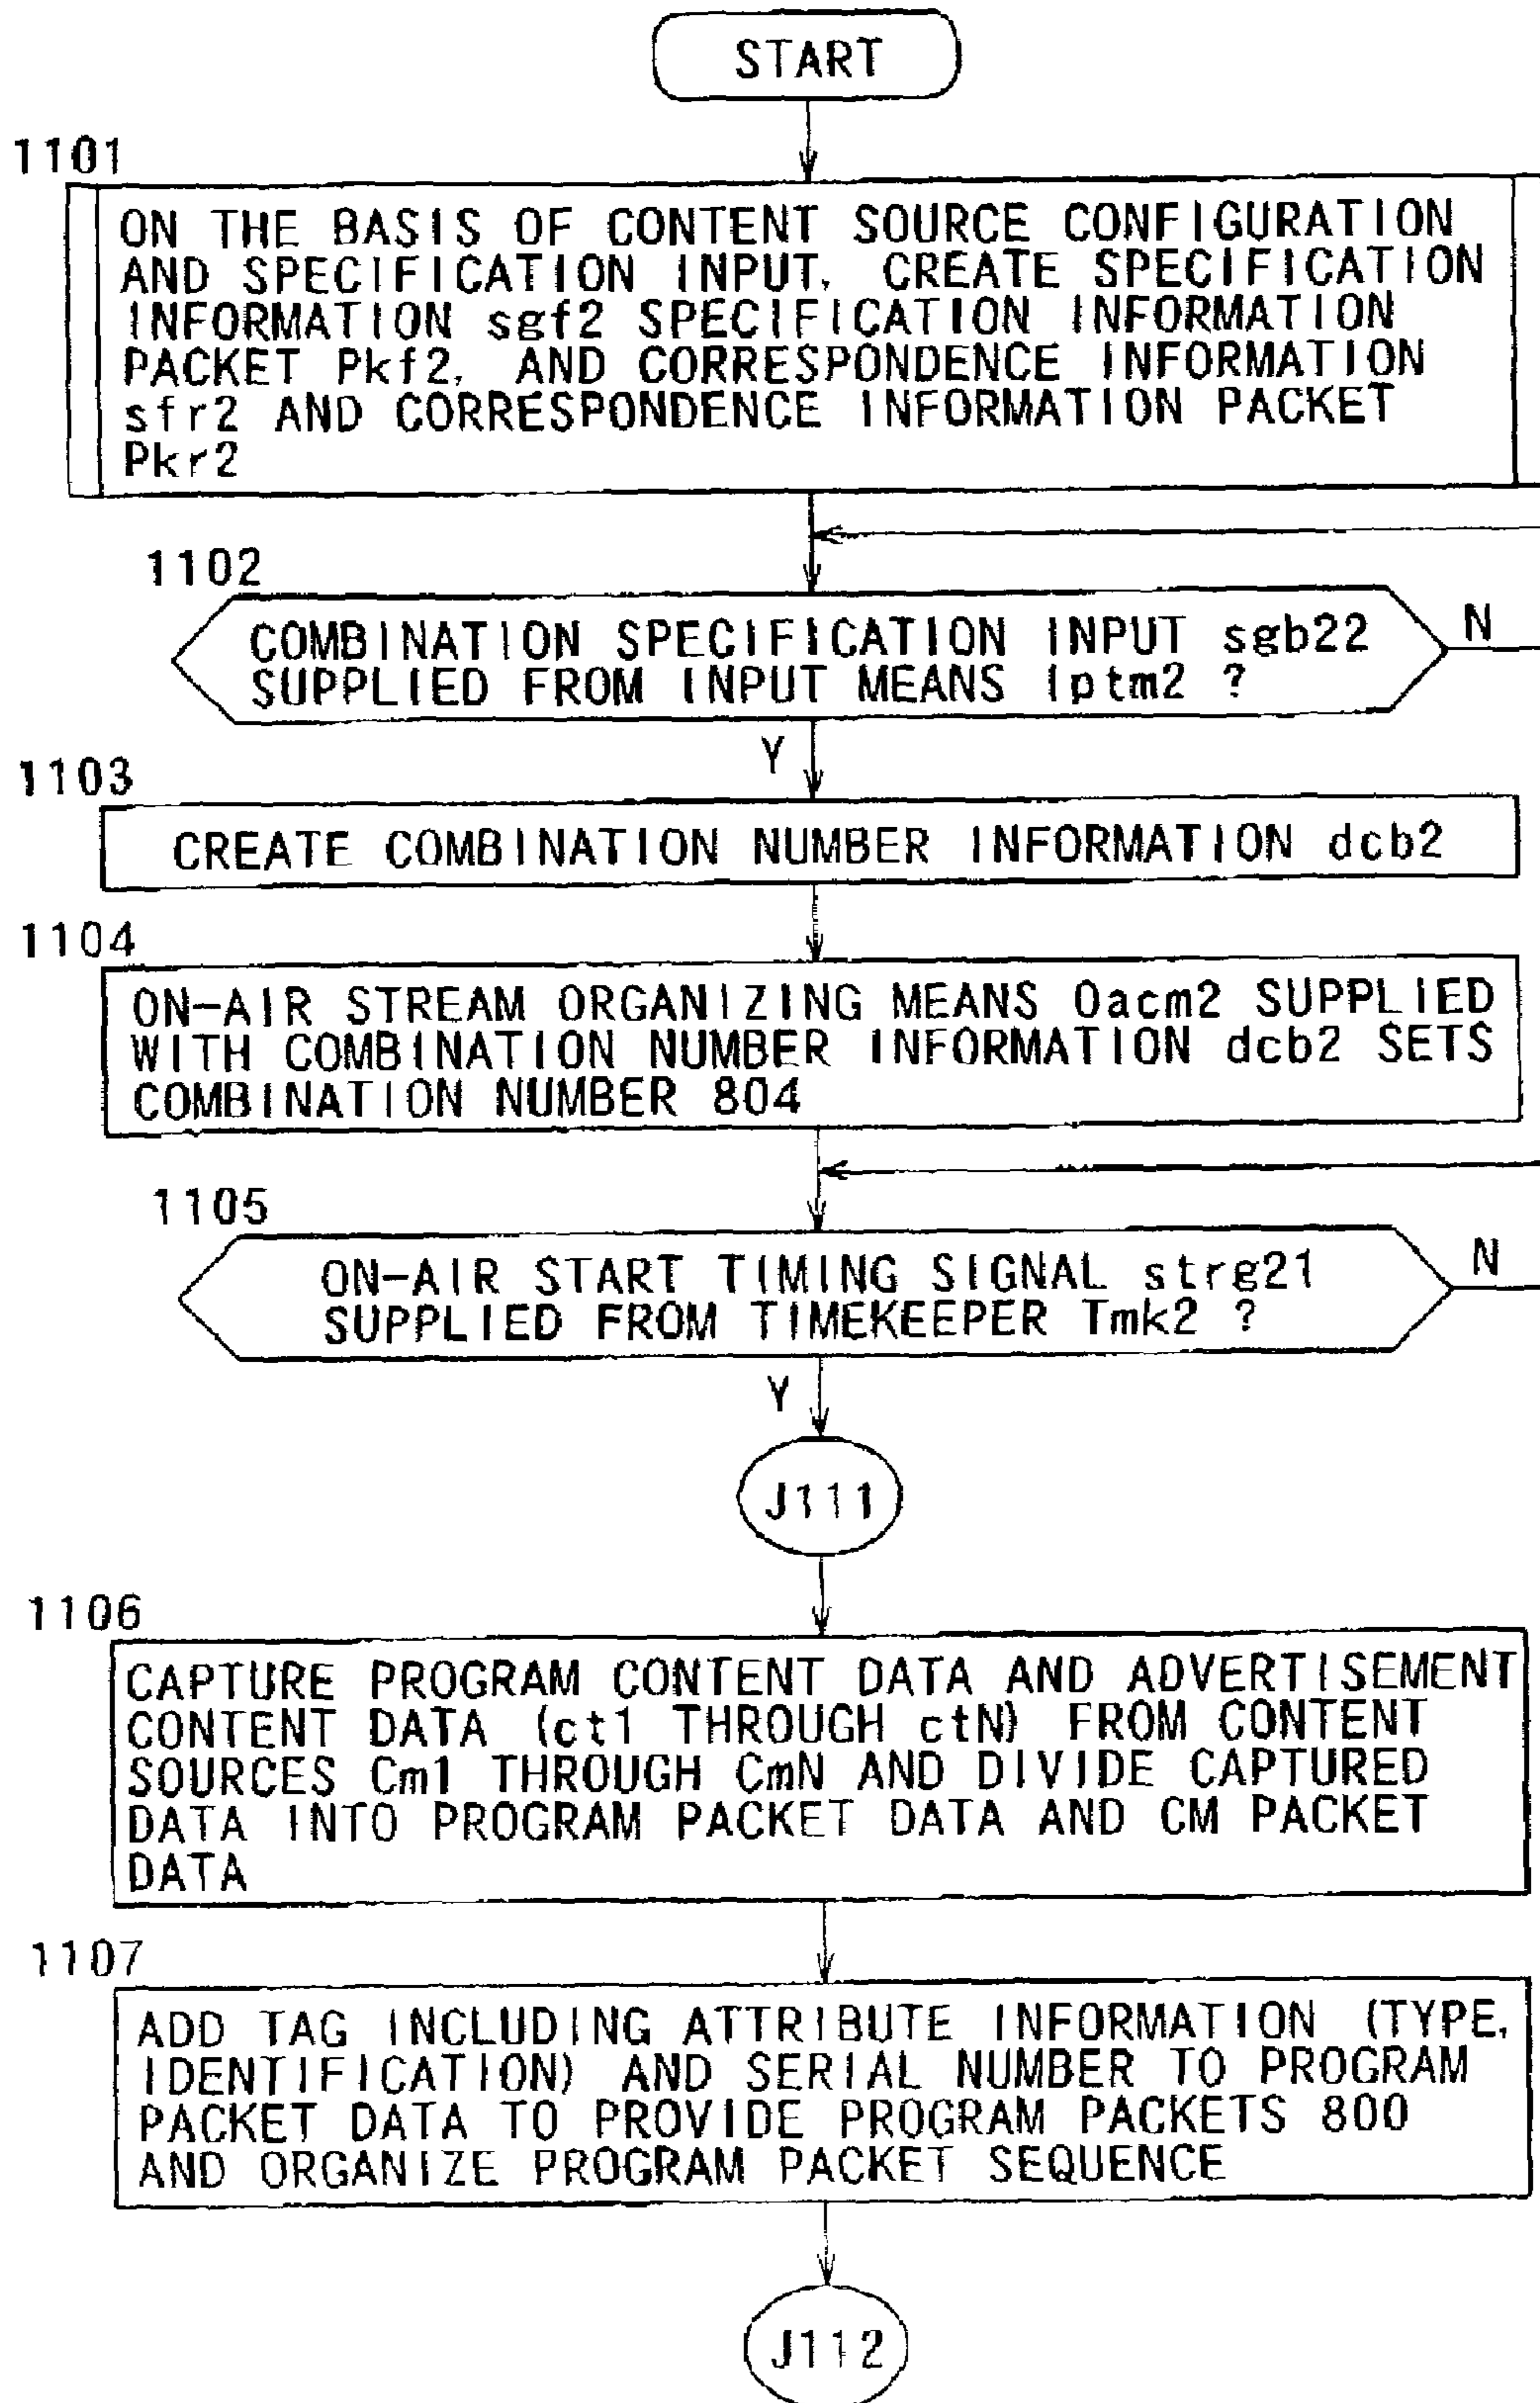 START
1101
ON THE BASIS OF CONTENT SOURCE CONFIGURATION
AND SPECIFICATION INPUT, CREATE SPECIFICATION
INFORMATION sgf2 SPECIFICATION INFORMATION
PACKET Pkf2, AND CORRESPONDENCE INFORMATION
sfr2 AND CORRESPONDENCE INFORMATION PACKET
Pkr2
1102
COMBINATION SPECIFICATION INPUT sgb22
SUPPLIED FROM INPUT MEANS Iptm2 ?
N
Y
1103
CREATE COMBINATION NUMBER INFORMATION dcb2
1104
ON-AIR STREAM ORGANIZING MEANS Oacm2 SUPPLIED
WITH COMBINATION NUMBER INFORMATION dcb2 SETS
COMBINATION NUMBER 804
1105
ON-AIR START TIMING SIGNAL strg21
SUPPLIED FROM TIMEKEEPER Tmk2 ?
N
Y
J111
1106
CAPTURE PROGRAM CONTENT DATA AND ADVERTISEMENT
CONTENT DATA (ct1 THROUGH ctN) FROM CONTENT
SOURCES Cm1 THROUGH CmN AND DIVIDE CAPTURED
DATA INTO PROGRAM PACKET DATA AND CM PACKET
DATA
1107
ADD TAG INCLUDING ATTRIBUTE INFORMATION (TYPE,
IDENTIFICATION) AND SERIAL NUMBER TO PROGRAM
PACKET DATA TO PROVIDE PROGRAM PACKETS 800
AND ORGANIZE PROGRAM PACKET SEQUENCE
J112